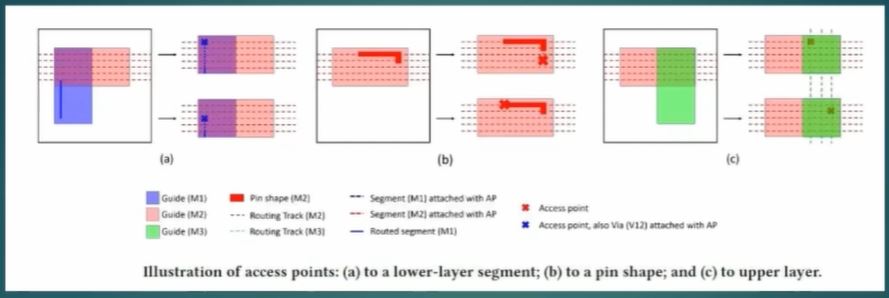 (a)
(b)
(c)
Guide (M1)
Pin shape (M2)
Segment (M1) attached with AP
Access point
Guide (M2)
Routing Track (M2)
Segment (M2) attached with AP
Access point, also Via (V12) attached with AP
Guide (M3)
Routing Track (M3)
Routed segment (M1)
Illustration of access points: (a) to a lower-layer segment; (b) to a pin shape; and (c) to upper layer.